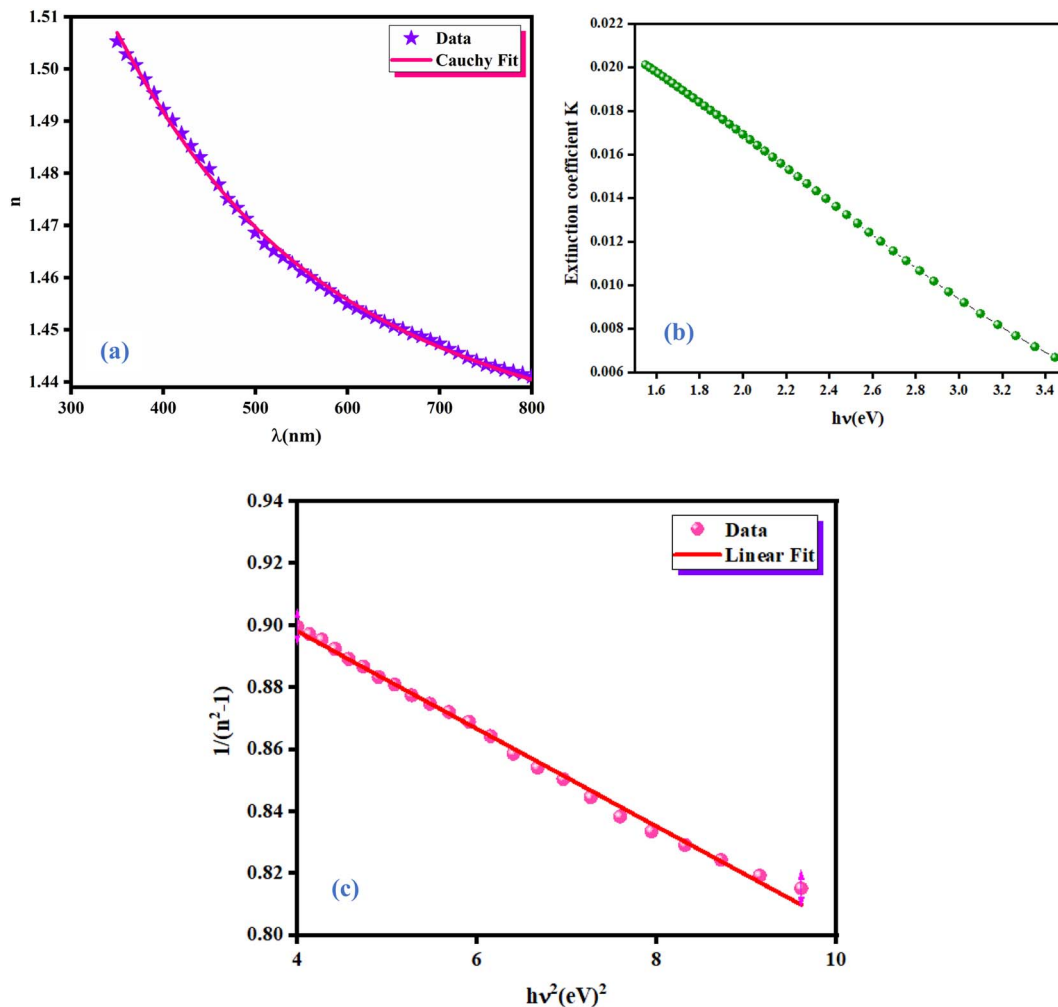 1.51
1.50
1.49
1.48
1.47
1.46
1.45
1.44
n
Data
Cauchy Fit
(a)
300 400 500 600 700 800
λ(nm)
0.022
0.020
0.018
0.016
0.014
0.012
0.010
0.008
0.006
Extinction coefficient K
(b)
1.6 1.8 2.0 2.2 2.4 2.6 2.8 3.0 3.2 3.4
hν(eV)
0.94
0.92
0.90
0.88
0.86
0.84
0.82
0.80
1/(n²-1)
Data
Linear Fit
(c)
4 6 8 10
hν²(eV)²